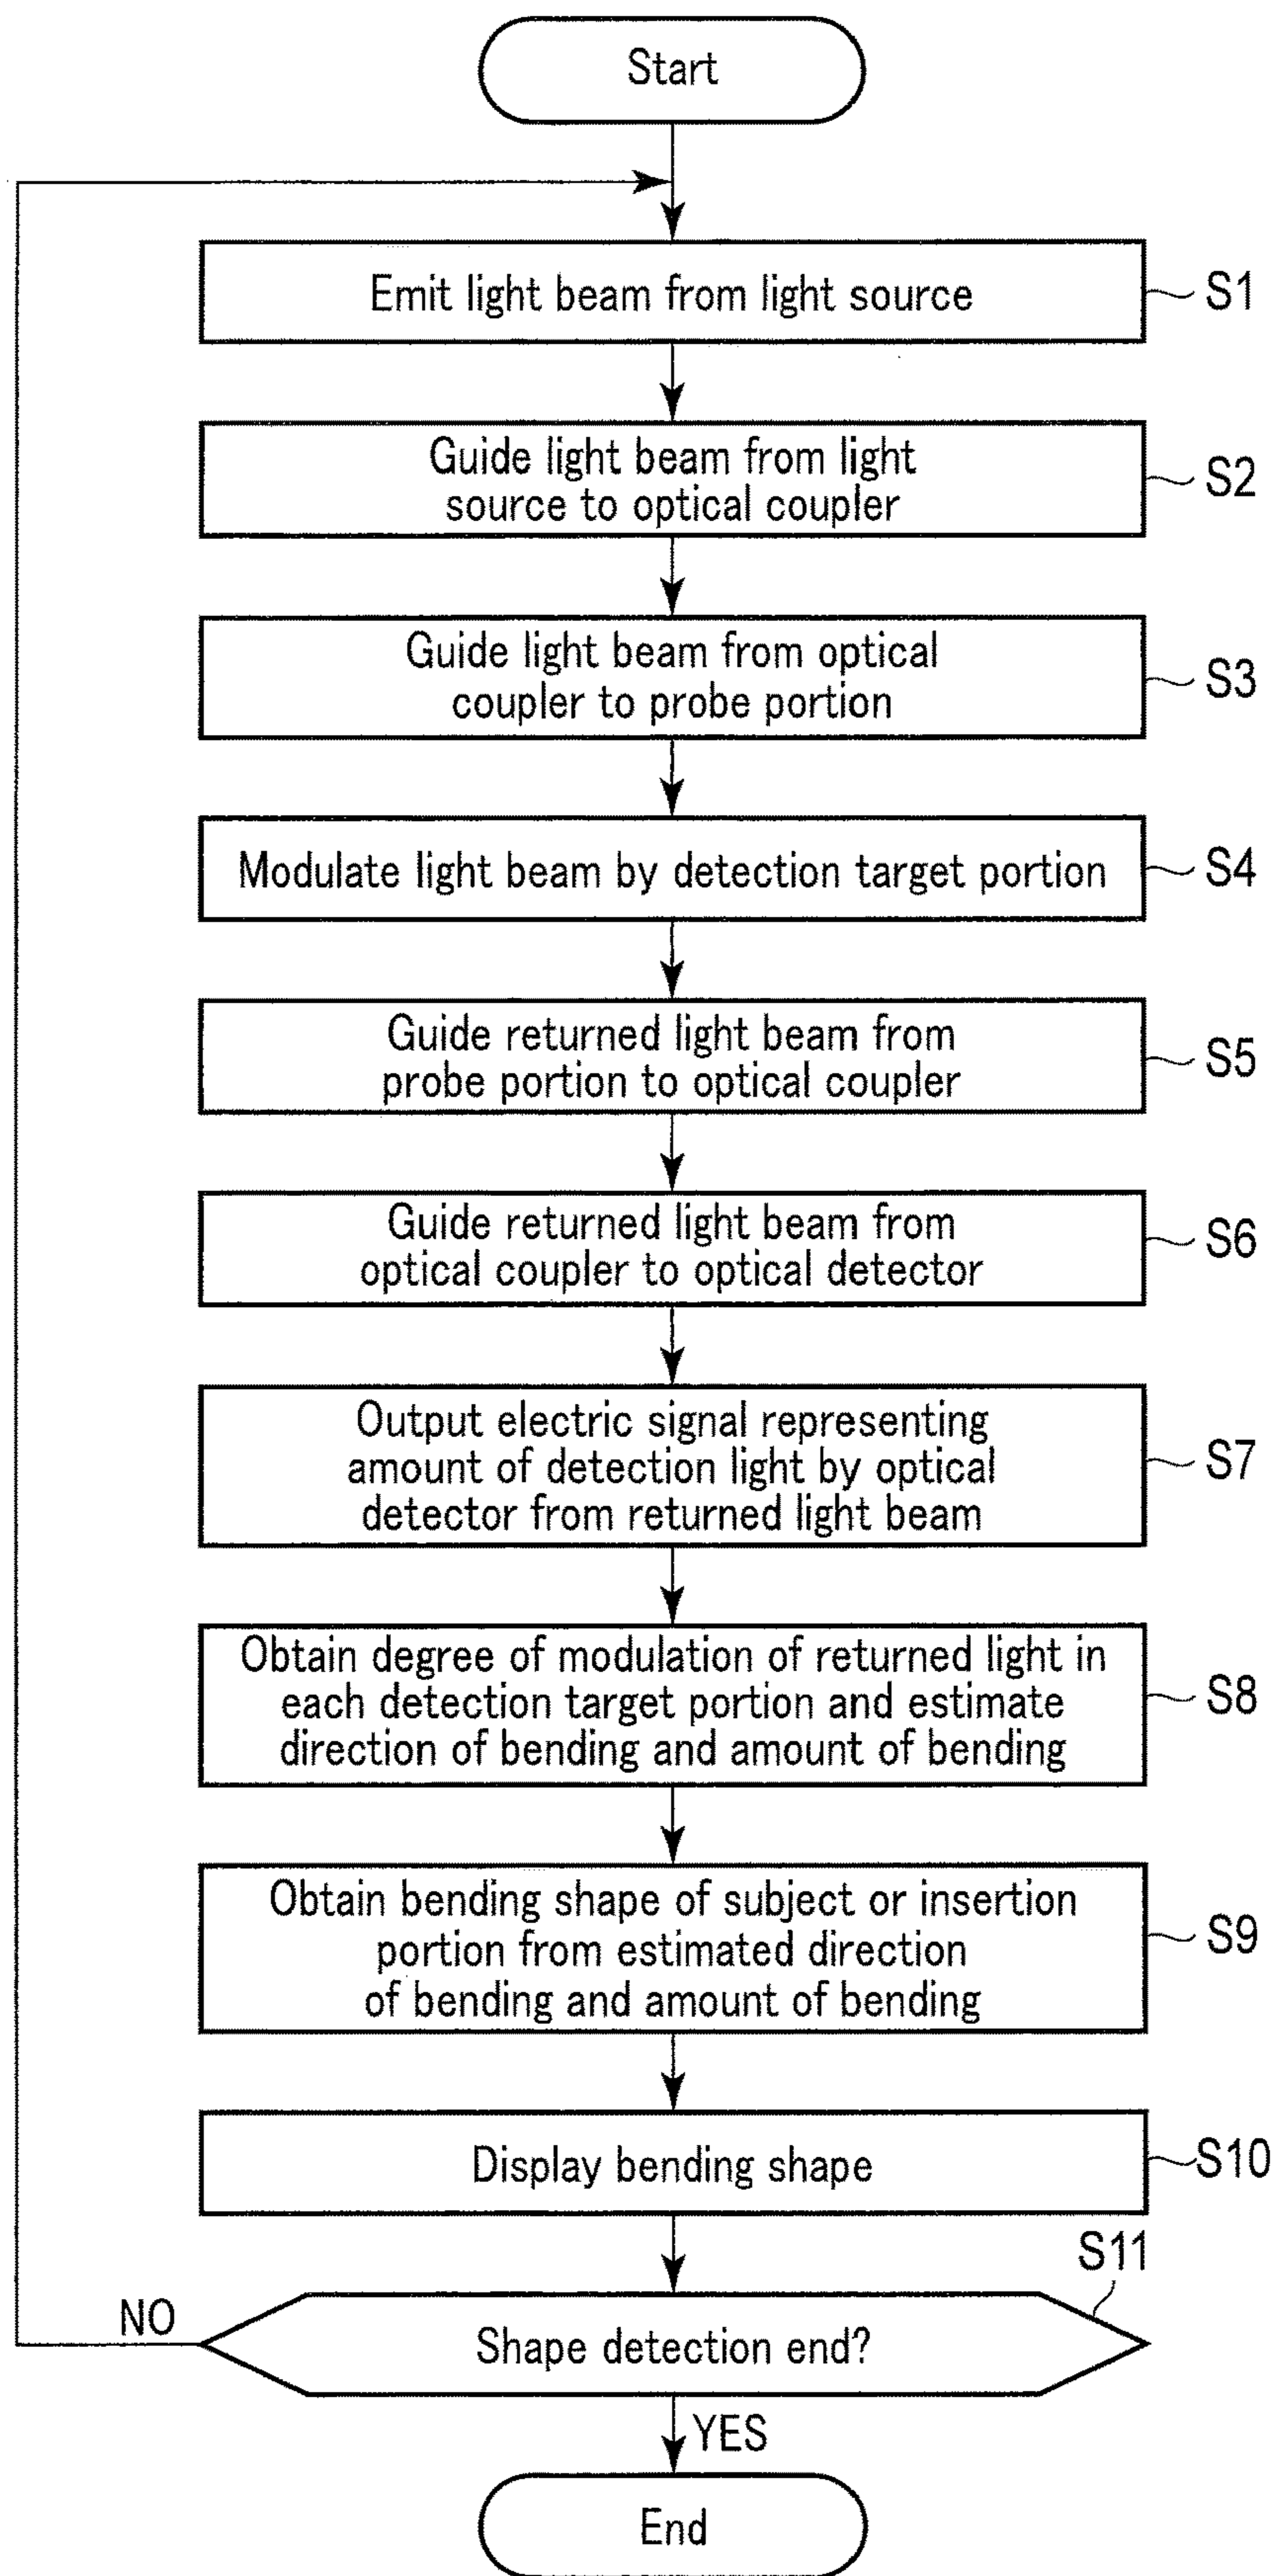 Start
Emit light beam from light source
S1
Guide light beam from light
source to optical coupler
S2
Guide light beam from optical
coupler to probe portion
S3
Modulate light beam by detection target portion
S4
Guide returned light beam from
probe portion to optical coupler
S5
Guide returned light beam from
optical coupler to optical detector
S6
Output electric signal representing
amount of detection light by optical
detector from returned light beam
S7
Obtain degree of modulation of returned light in
each detection target portion and estimate
direction of bending and amount of bending
S8
Obtain bending shape of subject or insertion
portion from estimated direction
of bending and amount of bending
S9
Display bending shape
S10
S11
NO
Shape detection end?
YES
End